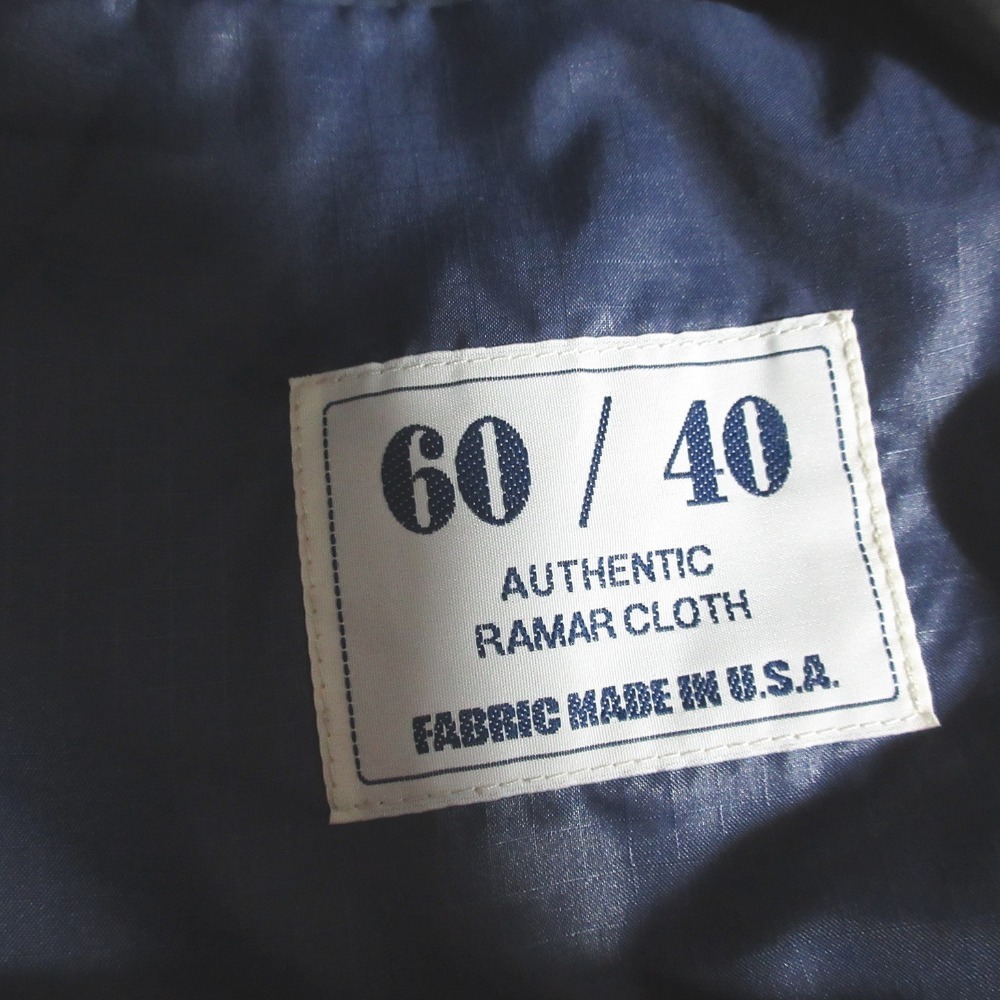 60 / 40
AUTHENTIC
RAMAR CLOTH
FABRIC MADE IN U.S.A.